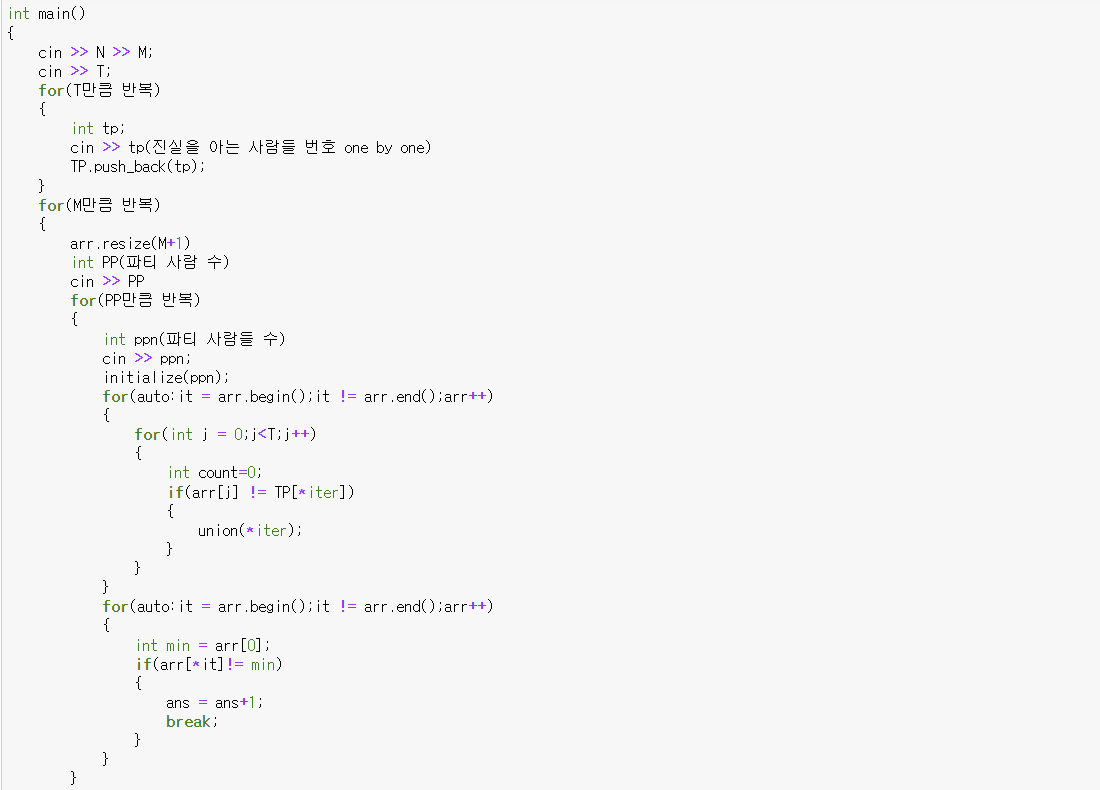 int main()
{
cin >> N >> M;
cin >> T;
for(T만큼 반복)
{
int tp;
cin >> tp(진실을 아는 사람들 번호 one by one)
TP.push_back(tp);
}
for(M만큼 반복)
{
arr.resize(M+1)
int PP(파티 사람 수)
cin >> PP
for(PP만큼 반복)
{
int ppn(파티 사람들 수)
cin >> ppn;
initialize(ppn);
for(auto:it = arr.begin();it != arr.end();arr++)
{
for(int j = 0;j<T;j++)
{
int count=0;
if(arr[j] != TP[*iter])
{
union(*iter);
}
}
}
for(auto:it = arr.begin();it != arr.end();arr++)
{
int min = arr[0];
if(arr[*it]!= min)
{
ans = ans+1;
break;
}
}
}